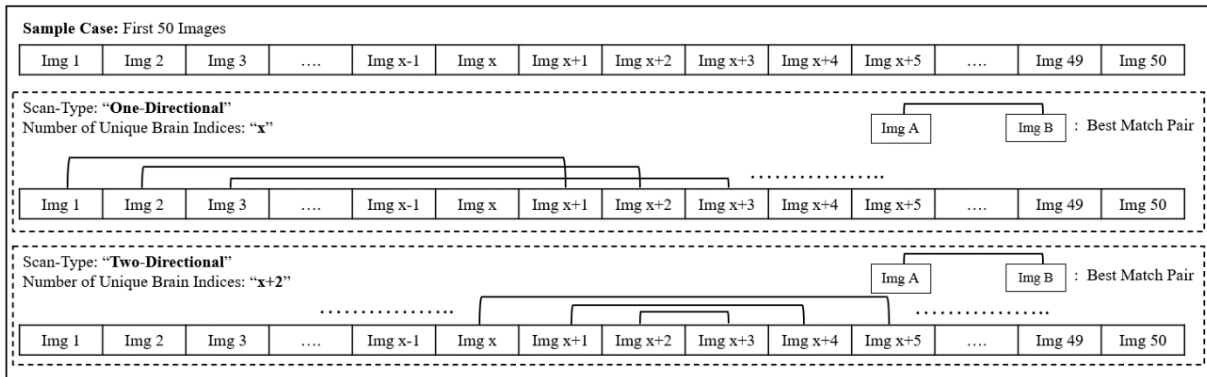 Sample Case: First 50 Images
Img 1 Img 2 Img 3 .... Img x-1 Img x Img x+1 Img x+2 Img x+3 Img x+4 Img x+5 .... Img 49 Img 50
Scan-Type: “One-Directional”
Number of Unique Brain Indices: “x”
Img A Img B : Best Match Pair
Img 1 Img 2 Img 3 .... Img x-1 Img x Img x+1 Img x+2 Img x+3 Img x+4 Img x+5 .... Img 49 Img 50
Scan-Type: “Two-Directional”
Number of Unique Brain Indices: “x+2”
Img A Img B : Best Match Pair
Img 1 Img 2 Img 3 .... Img x-1 Img x Img x+1 Img x+2 Img x+3 Img x+4 Img x+5 .... Img 49 Img 50